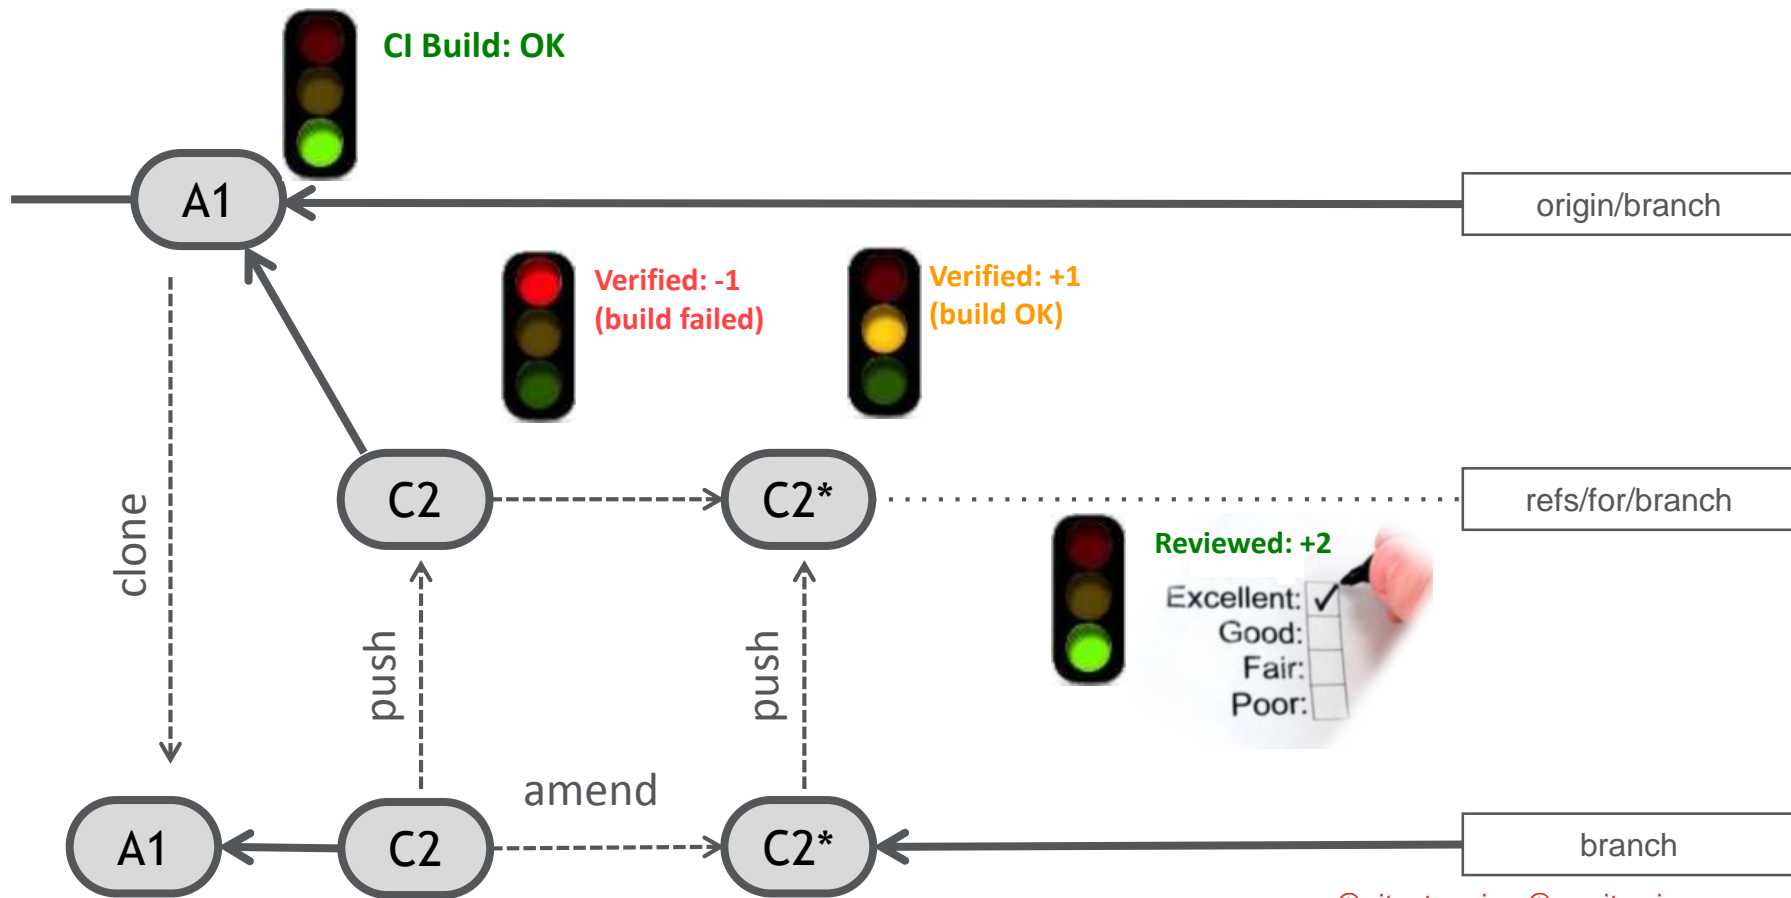 CI Build: OK
A1
origin/branch
Verified: -1
(build failed)
Verified: +1
(build OK)
clone
C2
C2*
refs/for/branch
Reviewed: +2
Excellent:
Good:
Fair:
Poor:
push
push
amend
A1
C2
C2*
branch